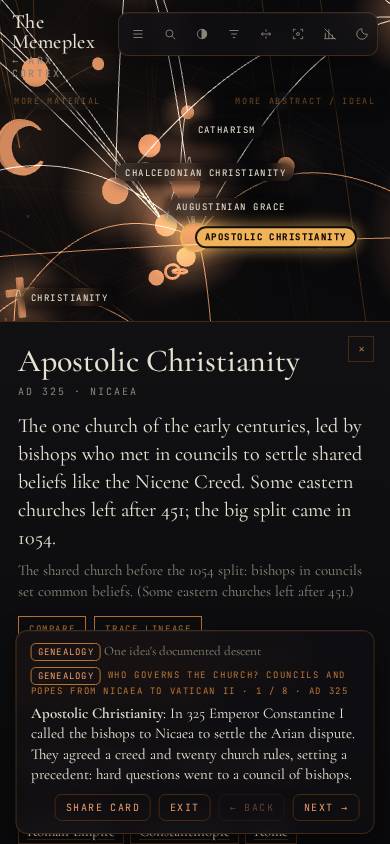 The
Memeplex
← ARX
CORTEX
MORE MATERIAL
MORE ABSTRACT / IDEAL
CATHARISM
CHALCEDONIAN CHRISTIANITY
AUGUSTINIAN GRACE
APOSTOLIC CHRISTIANITY
CHRISTIANITY
Apostolic Christianity
×
AD 325 · NICAEA
The one church of the early centuries, led by
bishops who met in councils to settle shared
beliefs like the Nicene Creed. Some eastern
churches left after 451; the big split came in
1054.
The shared church before the 1054 split: bishops in councils
set common beliefs. (Some eastern churches left after 451.)
COMPARE TRACE LINEAGE
GENEALOGY One idea's documented descent
GENEALOGY WHO GOVERNS THE CHURCH? COUNCILS AND
POPES FROM NICAEA TO VATICAN II · 1 / 8 · AD 325
Apostolic Christianity: In 325 Emperor Constantine I
called the bishops to Nicaea to settle the Arian dispute.
They agreed a creed and twenty church rules, setting a
precedent: hard questions went to a council of bishops.
SHARE CARD EXIT ← BACK NEXT →
Roman Empire Constantinople Rome